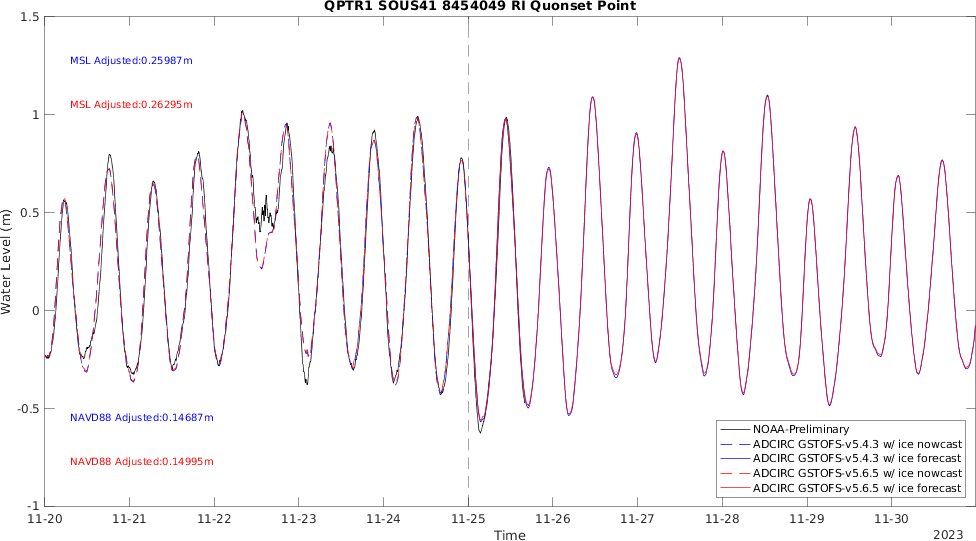 QPTR1 SOUS41 8454049 RI Quonset Point
1.5
1
0.5
0
-0.5
-1
Water Level (m)
MSL Adjusted:0.25987m
MSL Adjusted:0.26295m
NAVD88 Adjusted:0.14687m
NAVD88 Adjusted:0.14995m
NOAA-Preliminary
ADCIRC GSTOFS-v5.4.3 w/ ice nowcast
ADCIRC GSTOFS-v5.4.3 w/ ice forecast
ADCIRC GSTOFS-v5.6.5 w/ ice nowcast
ADCIRC GSTOFS-v5.6.5 w/ ice forecast
11-20 11-21 11-22 11-23 11-24 11-25 11-26 11-27 11-28 11-29 11-30
Time
2023